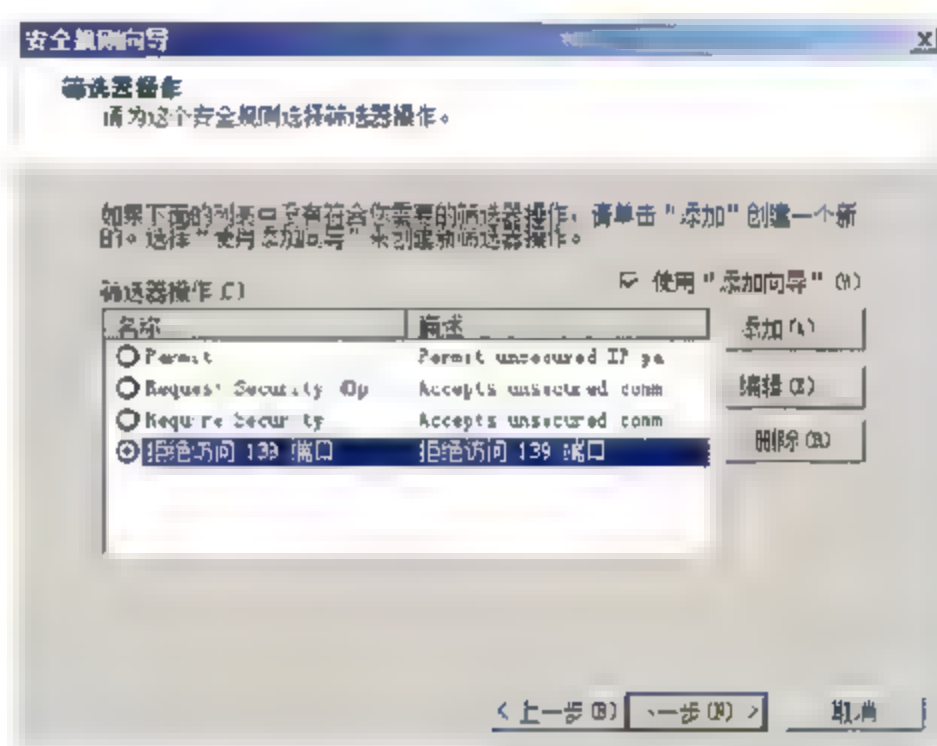 安全规则向导
筛选器操作
请为这个安全规则选择筛选器操作。
如果下面的列表中没有符合你需要的筛选器操作，请单击"添加"创建一个新
的。选择"使用添加向导"来创建新筛选器操作。
筛选器操作(C) 使用"添加向导"(W)
名称 描述 添加(A)
Permit Permit unsecured IP pa
Request Security (Op Accepts unsecured comm 编辑(E)
Require Security Accepts unsecured comm
拒绝访问 139 端口 拒绝访问 139 端口 删除(R)
< 上一步(B) 下一步(N) > 取消